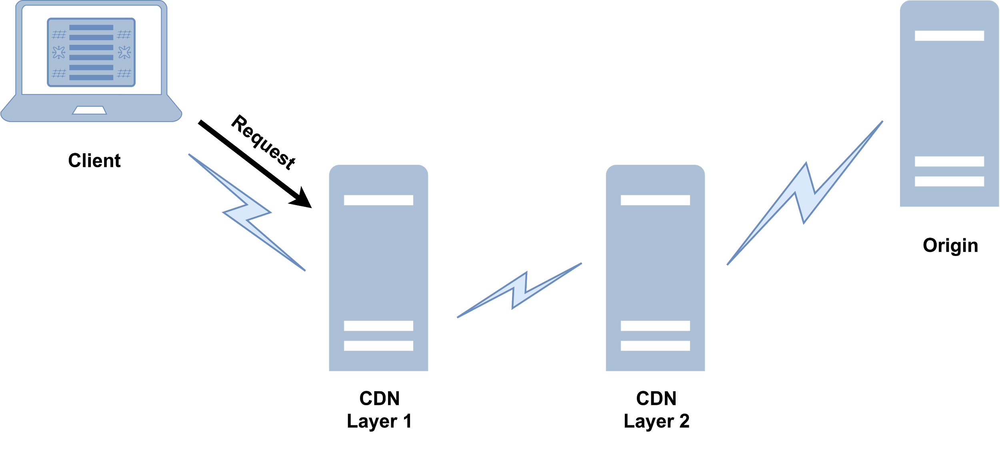 Client
Request
Origin
CDN
Layer 1
CDN
Layer 2